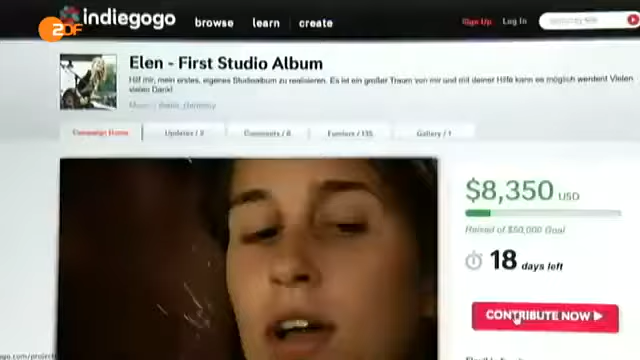 indiegogo
browse learn create
Sign Up Log In
ZDF
Elen - First Studio Album
Hilf mir, mein erstes, eigenes Studioalbum zu realisieren. Es ist ein großer Traum von mir und mit deiner Hilfe kann es möglich werden! Vielen
vielen Dank!
Campaign Home Updates / 2 Comments / 8 Funders / 135 Gallery / 1
$8,350 USD
Raised of $50,000 Goal
18 days left
CONTRIBUTE NOW